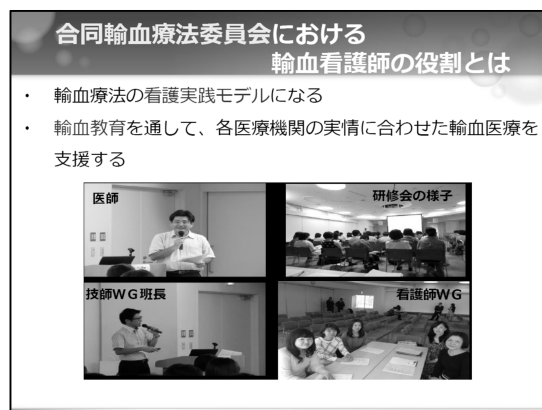 合同輸血療法委員会における
輸血看護師の役割とは
・ 輸血療法の看護実践モデルになる
・ 輸血教育を通して、各医療機関の実情に合わせた輸血医療を
支援する
医師
研修会の様子
技師WG班長
看護師WG